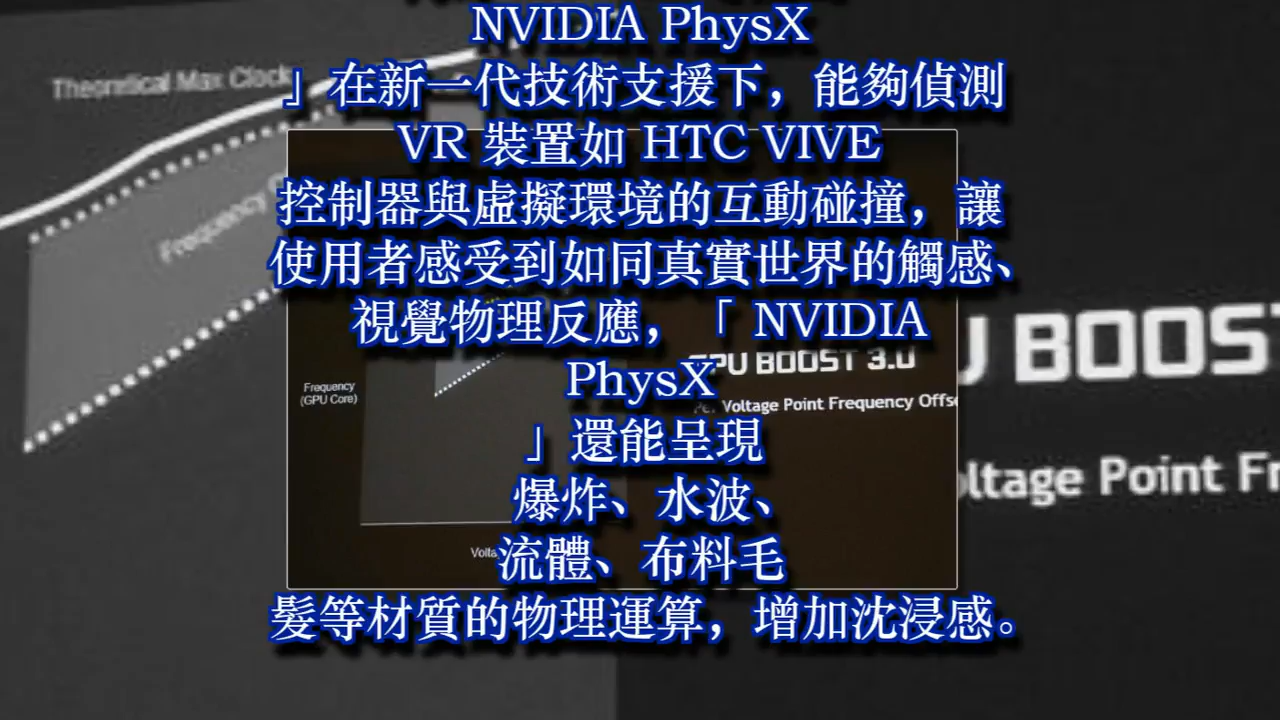 NVIDIA PhysX
」在新一代技術支援下，能夠偵測
VR 裝置如 HTC VIVE
控制器與虛擬環境的互動碰撞，讓
使用者感受到如同真實世界的觸感、
視覺物理反應，「 NVIDIA
PhysX
」還能呈現
爆炸、水波、
流體、布料毛
髮等材質的物理運算，增加沈浸感。
Theoretical Max Clock
Frequency
Frequency
(GPU Core)
GPU BOOST 3.0
Per Voltage Point Frequency Offse
U BOOST
oltage Point Fr